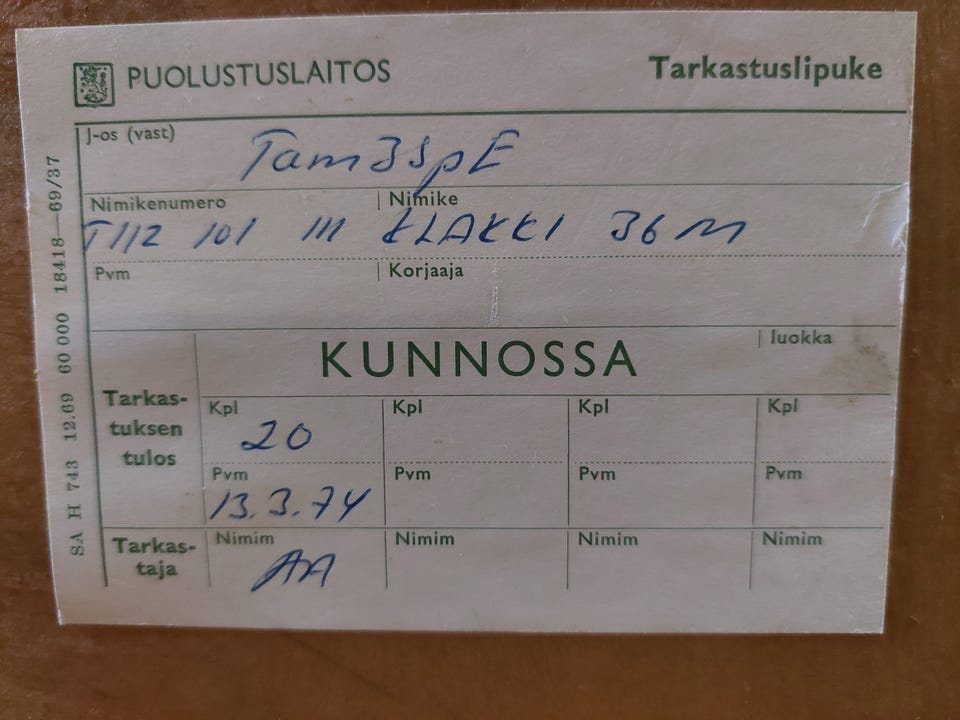 PUOLUSTUSLAITOS Tarkastuslipuke
J-os (vast)
Tam3SpE
Nimikenumero Nimike
T112 101 111 LLAKKI 36 M
Pvm Korjaaja
KUNNOSSA luokka
Tarkas-
tuksen
tulos
Kpl Kpl Kpl Kpl
20
Pvm Pvm Pvm Pvm
13.3.74
Tarkas-
taja
Nimim Nimim Nimim Nimim
AA
SA H 743 12.69 60 000 18418—69/37